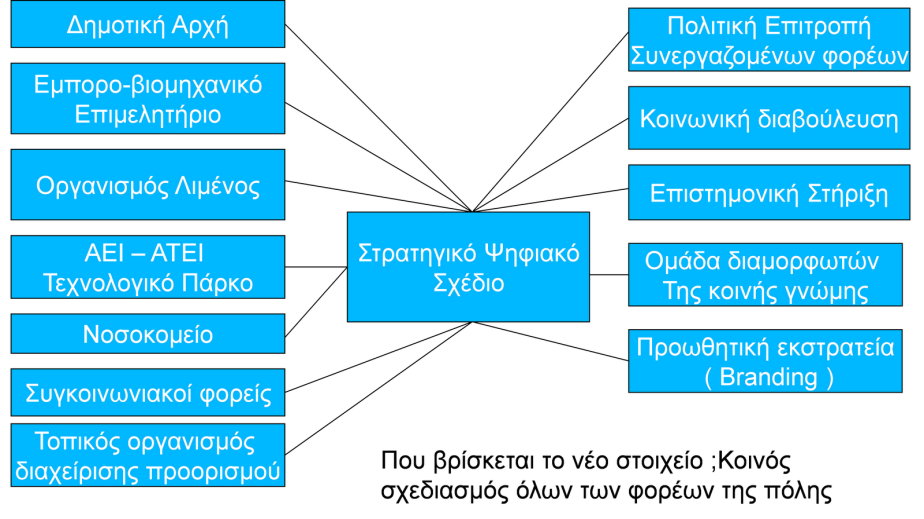 Δημοτική Αρχή
Εμπορο-βιομηχανικό
Επιμελητήριο
Οργανισμός Λιμένος
ΑΕΙ – ΑΤΕΙ
Τεχνολογικό Πάρκο
Νοσοκομείο
Συγκοινωνιακοί φορείς
Τοπικός οργανισμός
διαχείρισης προορισμού
Στρατηγικό Ψηφιακό
Σχέδιο
Πολιτική Επιτροπή
Συνεργαζομένων φορέων
Κοινωνική διαβούλευση
Επιστημονική Στήριξη
Ομάδα διαμορφωτών
Της κοινής γνώμης
Προωθητική εκστρατεία
( Branding )
Που βρίσκεται το νέο στοιχείο ;Κοινός
σχεδιασμός όλων των φορέων της πόλης